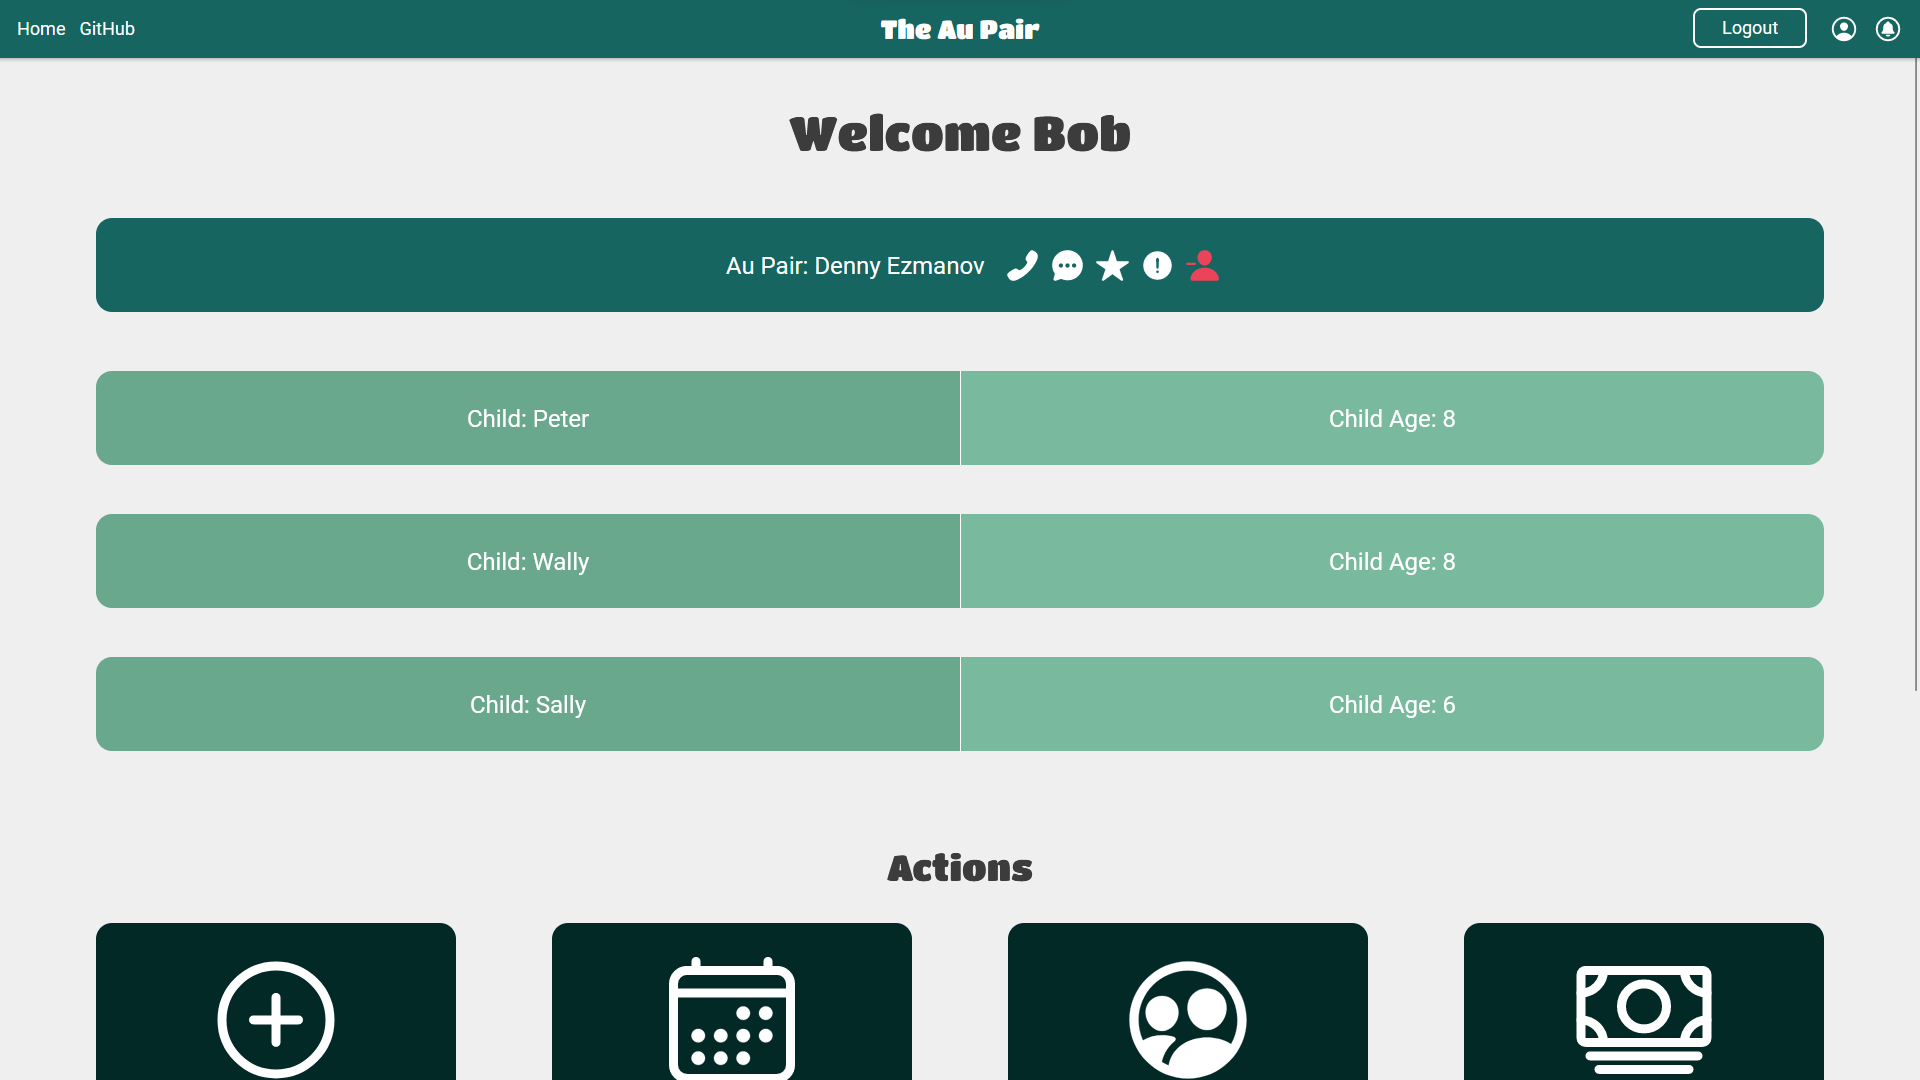 Home GitHub
The Au Pair
Logout
Welcome Bob
Au Pair: Denny Ezmanov
Child: Peter
Child Age: 8
Child: Wally
Child Age: 8
Child: Sally
Child Age: 6
Actions